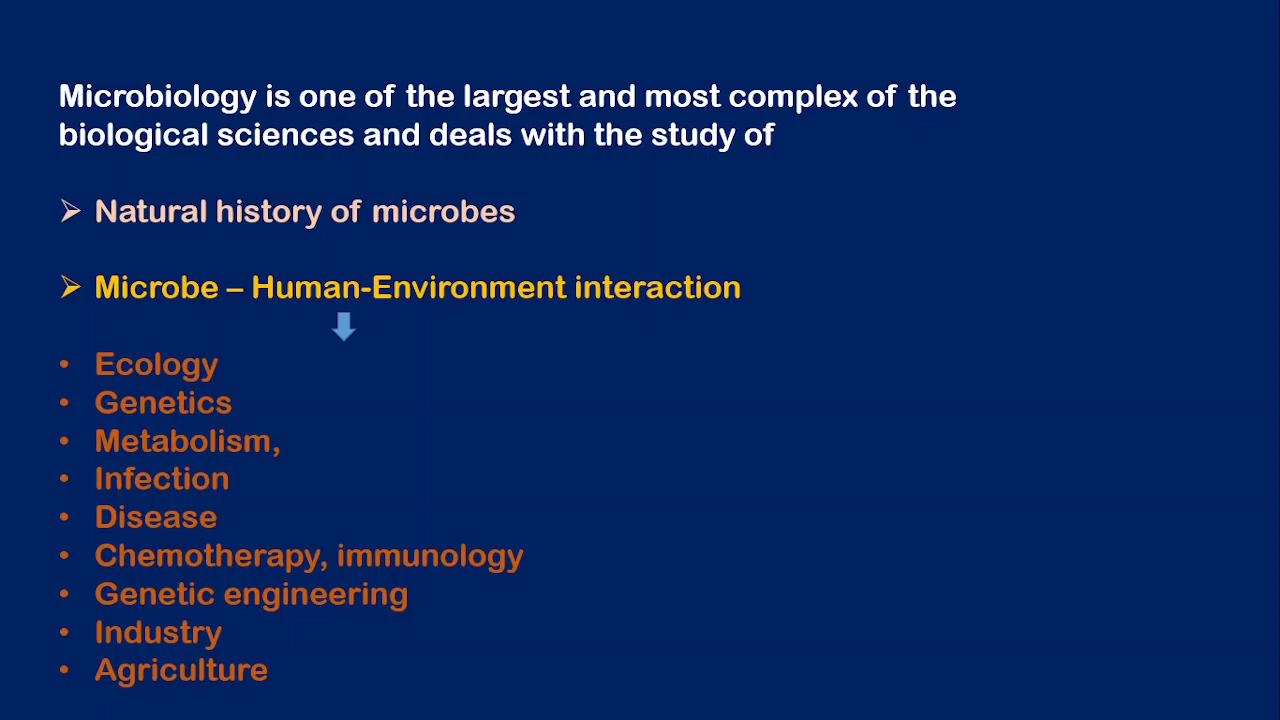 Microbiology is one of the largest and most complex of the
biological sciences and deals with the study of
➢ Natural history of microbes
➢ Microbe – Human-Environment interaction
• Ecology
• Genetics
• Metabolism,
• Infection
• Disease
• Chemotherapy, immunology
• Genetic engineering
• Industry
• Agriculture